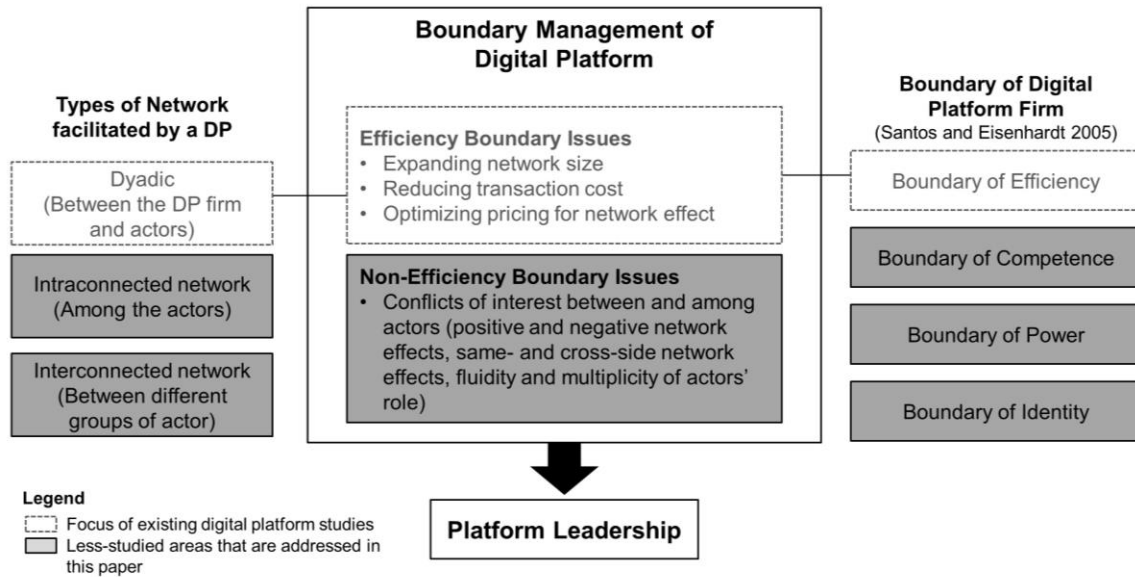 Boundary Management of
Digital Platform
Types of Network
facilitated by a DP
Dyadic
(Between the DP firm
and actors)
Intraconnected network
(Among the actors)
Interconnected network
(Between different
groups of actor)
Efficiency Boundary Issues
• Expanding network size
• Reducing transaction cost
• Optimizing pricing for network effect
Non-Efficiency Boundary Issues
• Conflicts of interest between and among
actors (positive and negative network
effects, same- and cross-side network
effects, fluidity and multiplicity of actors’
role)
Boundary of Digital
Platform Firm
(Santos and Eisenhardt 2005)
Boundary of Efficiency
Boundary of Competence
Boundary of Power
Boundary of Identity
Platform Leadership
Legend
Focus of existing digital platform studies
Less-studied areas that are addressed in
this paper